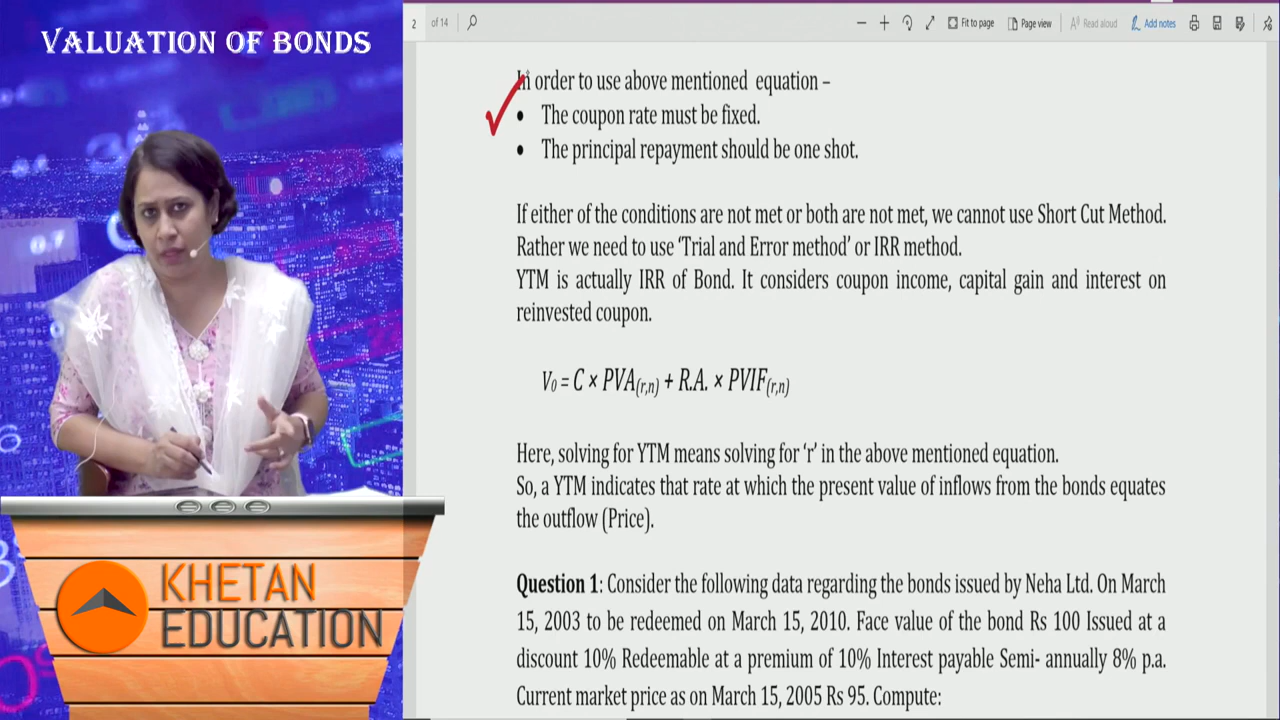 VALUATION OF BONDS
2 of 14
Fit to page
Page view
Read aloud
Add notes
In order to use above mentioned equation –
• The coupon rate must be fixed.
• The principal repayment should be one shot.
If either of the conditions are not met or both are not met, we cannot use Short Cut Method.
Rather we need to use ‘Trial and Error method’ or IRR method.
YTM is actually IRR of Bond. It considers coupon income, capital gain and interest on
reinvested coupon.
V0 = C × PVA(r,n) + R.A. × PVIF(r,n)
Here, solving for YTM means solving for ‘r’ in the above mentioned equation.
So, a YTM indicates that rate at which the present value of inflows from the bonds equates
the outflow (Price).
Question 1: Consider the following data regarding the bonds issued by Neha Ltd. On March
15, 2003 to be redeemed on March 15, 2010. Face value of the bond Rs 100 Issued at a
discount 10% Redeemable at a premium of 10% Interest payable Semi- annually 8% p.a.
Current market price as on March 15, 2005 Rs 95. Compute:
KHETAN
EDUCATION